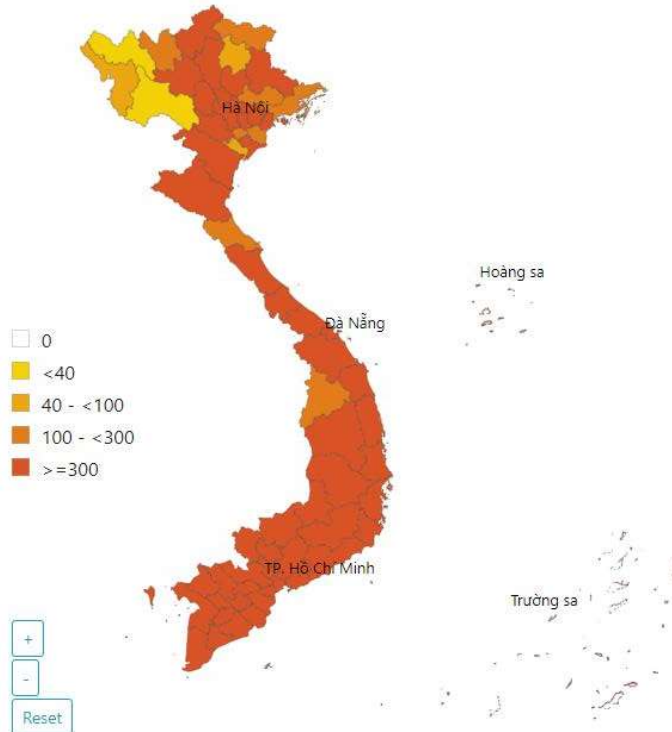 Hà Nội
Hoàng sa
Đà Nẵng
0
<40
40 - <100
100 - <300
>=300
TP. Hồ Chí Minh
Trường sa
+
-
Reset